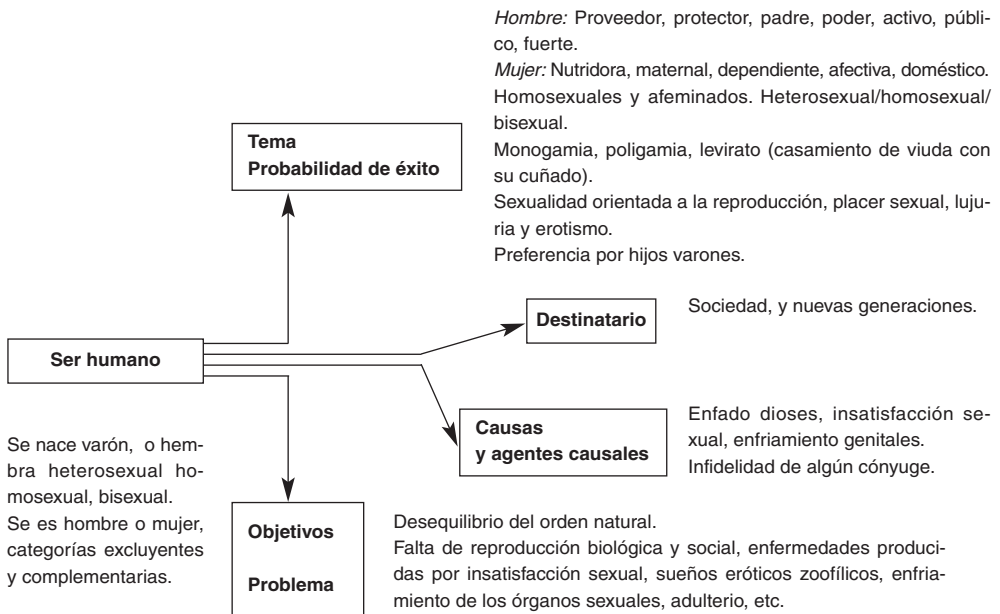 Hombre: Proveedor, protector, padre, poder, activo, públi-
co, fuerte.
Mujer: Nutridora, maternal, dependiente, afectiva, doméstico.
Homosexuales y afeminados. Heterosexual/homosexual/
bisexual.
Monogamia, poligamia, levirato (casamiento de viuda con
su cuñado).
Sexualidad orientada a la reproducción, placer sexual, luju-
ria y erotismo.
Preferencia por hijos varones.
Tema
Probabilidad de éxito
Destinatario
Sociedad, y nuevas generaciones.
Ser humano
Causas
y agentes causales
Enfado dioses, insatisfacción se-
xual, enfriamiento genitales.
Infidelidad de algún cónyuge.
Se nace varón, o hem-
bra heterosexual ho-
mosexual, bisexual.
Se es hombre o mujer,
categorías excluyentes
y complementarias.
Objetivos
Problema
Desequilibrio del orden natural.
Falta de reproducción biológica y social, enfermedades produci-
das por insatisfacción sexual, sueños eróticos zoofílicos, enfria-
miento de los órganos sexuales, adulterio, etc.